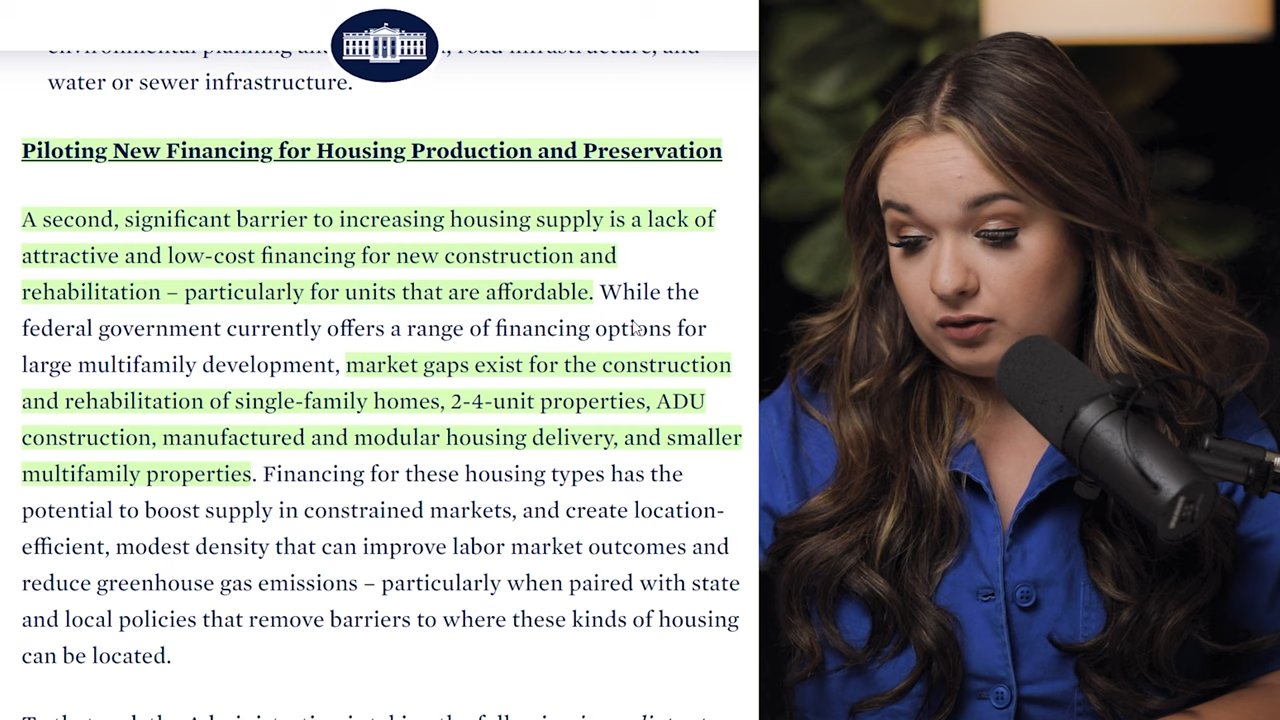 water or sewer infrastructure.
Piloting New Financing for Housing Production and Preservation
A second, significant barrier to increasing housing supply is a lack of
attractive and low-cost financing for new construction and
rehabilitation – particularly for units that are affordable. While the
federal government currently offers a range of financing options for
large multifamily development, market gaps exist for the construction
and rehabilitation of single-family homes, 2-4-unit properties, ADU
construction, manufactured and modular housing delivery, and smaller
multifamily properties. Financing for these housing types has the
potential to boost supply in constrained markets, and create location-
efficient, modest density that can improve labor market outcomes and
reduce greenhouse gas emissions – particularly when paired with state
and local policies that remove barriers to where these kinds of housing
can be located.